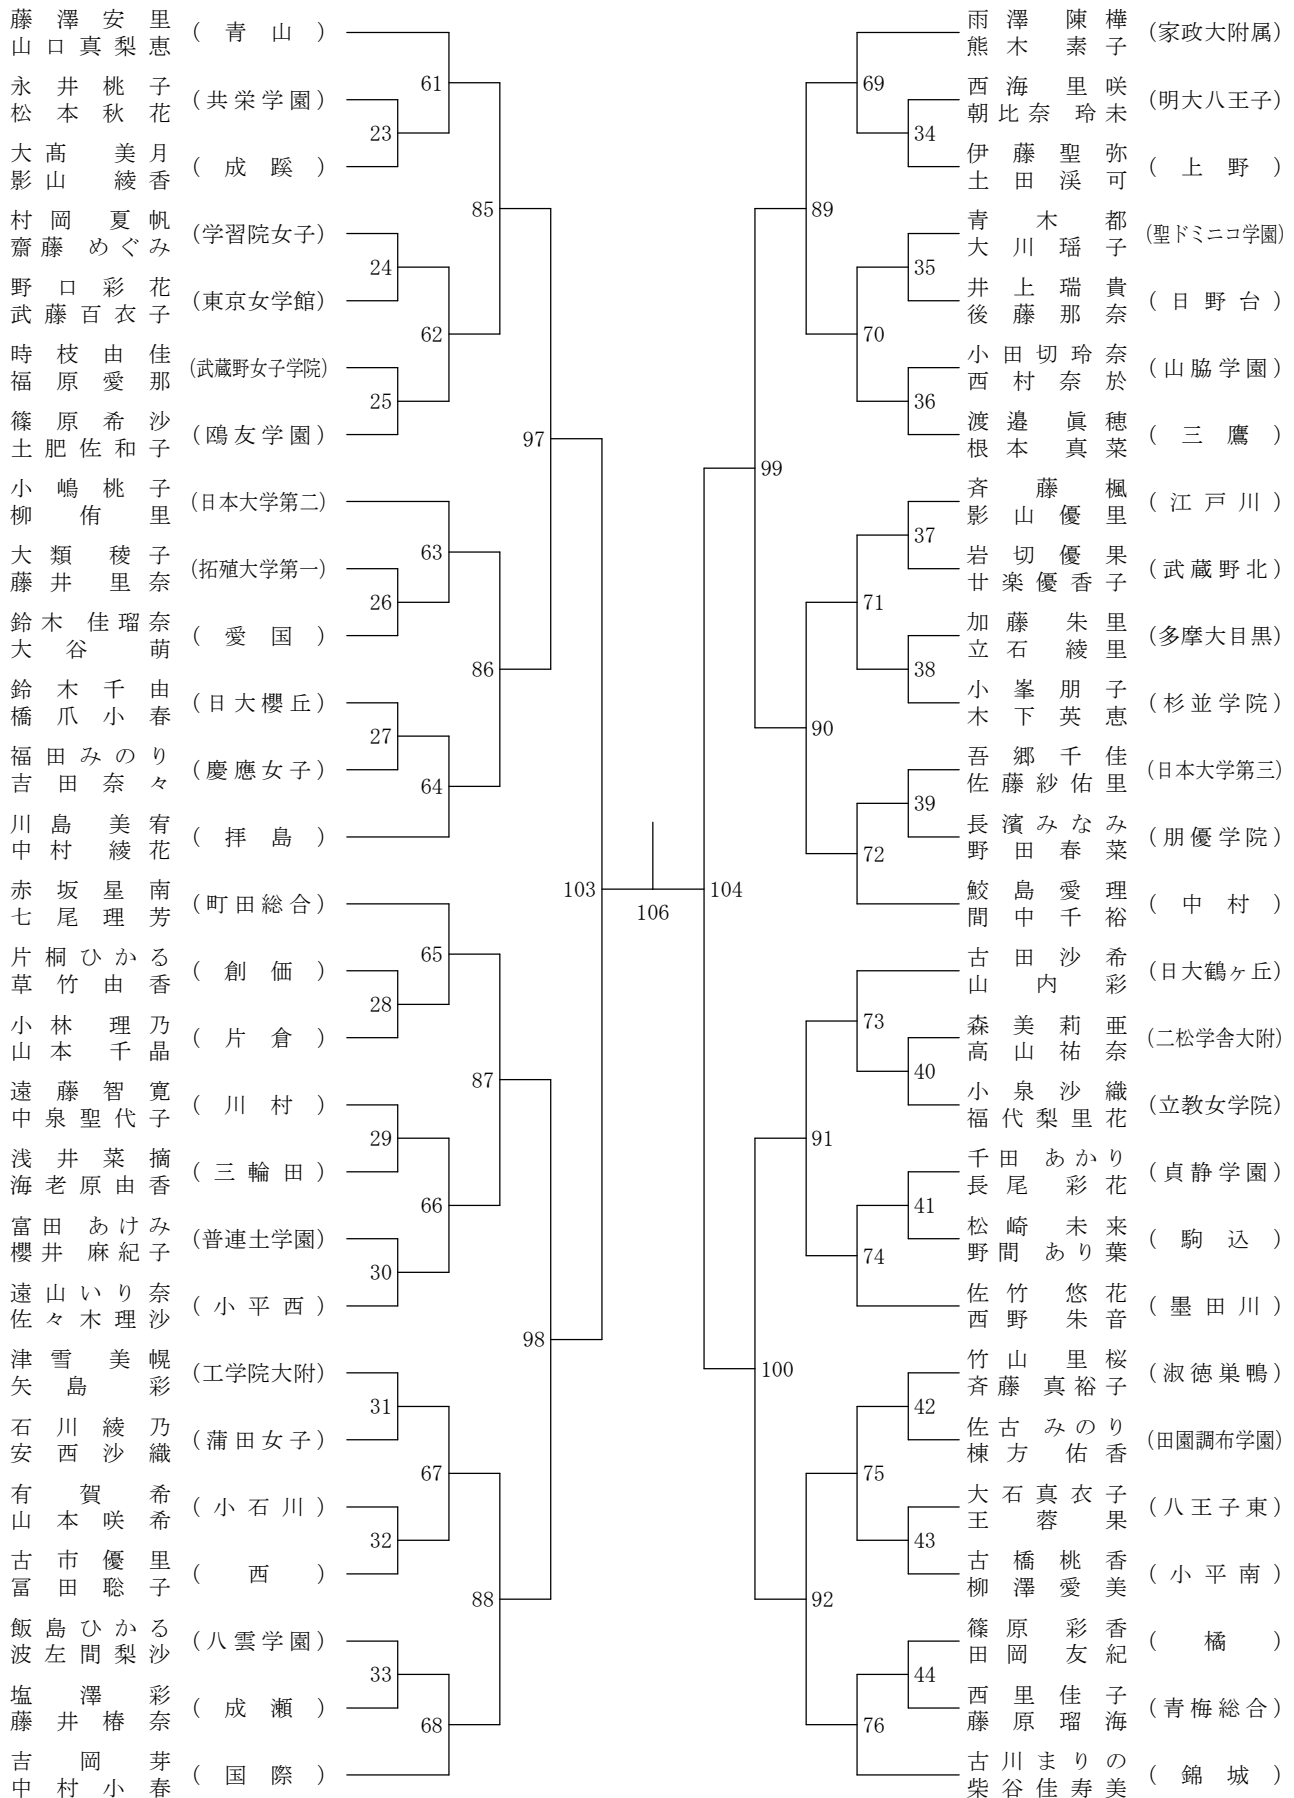 藤澤安里
山口真梨恵
(青山)
永井桃子
松本秋花
(共栄学園)
大髙美月
影山綾香
(成蹊)
村岡夏帆
齋藤めぐみ
(学習院女子)
野口彩花
武藤百衣子
(東京女学館)
時枝由佳
福原愛那
(武蔵野女子学院)
篠原希沙
土肥佐和子
(鴎友学園)
小嶋桃子
柳侑里
(日本大学第二)
大類稜子
藤井里奈
(拓殖大学第一)
鈴木佳瑠奈
大谷萌
(愛国)
鈴木千由
橋爪小春
(日大櫻丘)
福田みのり
吉田奈々
(慶應女子)
川島美有
中村綾花
(拝島)
赤坂星南
七尾理芳
(町田総合)
片桐ひかる
草竹由香
(創価)
小林理乃
山本千晶
(片倉)
遠藤智寛
中泉聖代子
(川村)
浅井菜摘
海老原由香
(三輪田)
富田あけみ
櫻井麻紀子
(普連土学園)
遠山いり奈
佐々木理沙
(小平西)
津雪美幌
矢島彩
(工学院大附)
石川綾乃
安西沙織
(蒲田女子)
有賀希
山本咲希
(小石川)
古市優里
冨田聡子
(西)
飯島ひかる
波左間梨沙
(八雲学園)
塩澤彩
藤井椿奈
(成瀬)
吉岡芽
中村小春
(国際)
61
23
85
24
62
25
97
63
26
86
27
64
103
65
28
87
29
66
30
98
31
67
32
88
33
68
106
104
69
34
89
35
70
36
99
37
71
38
90
39
72
73
40
91
41
74
100
42
75
43
92
44
76
雨澤陳樺
熊木素子
(家政大附属)
西海里咲
朝比奈玲未
(明大八王子)
伊藤聖弥
土田渓可
(上野)
青木都
大川瑶子
(聖ドミニコ学園)
井上瑞貴
後藤那奈
(日野台)
小田切玲奈
西村奈於
(山脇学園)
渡邉眞穂
根本真菜
(三鷹)
斉藤楓
影山優里
(江戸川)
岩切優果
廿楽優香子
(武蔵野北)
加藤朱里
立石綾里
(多摩大目黒)
小峯朋子
木下英恵
(杉並学院)
吾郷千佳
佐藤紗佑里
(日本大学第三)
長濱みなみ
野田春菜
(朋優学院)
鮫島愛理
間中千裕
(中村)
古田沙希
山内彩
(日大鶴ヶ丘)
森美莉亜
高山祐奈
(二松学舎大附)
小泉沙織
福代梨里花
(立教女学院)
千田あかり
長尾彩花
(貞静学園)
松崎未来
野間あり葉
(駒込)
佐竹悠花
西野朱音
(墨田川)
竹山里桜
斉藤真裕子
(淑徳巣鴨)
佐古みのり
棟方佑香
(田園調布学園)
大石真衣子
王蓉果
(八王子東)
古橋桃香
柳澤愛美
(小平南)
篠原彩香
田岡友紀
(橘)
西里佳子
藤原瑠海
(青梅総合)
古川まりの
柴谷佳寿美
(錦城)